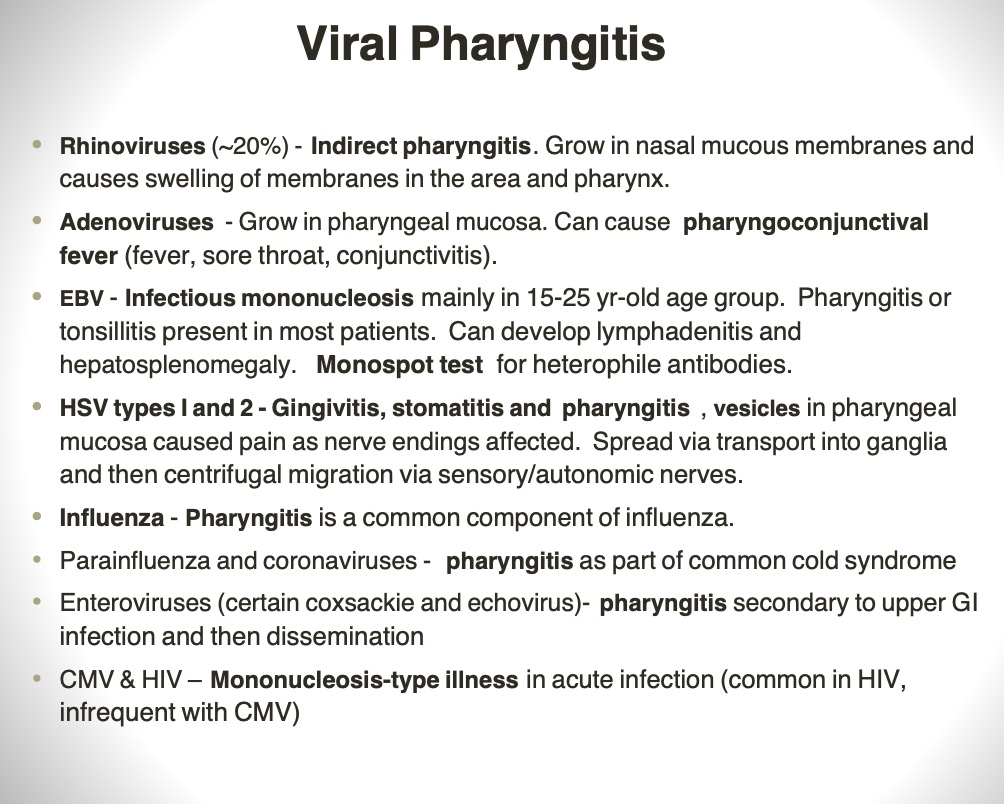 Viral Pharyngitis
• Rhinoviruses (~20%) - Indirect pharyngitis. Grow in nasal mucous membranes and
causes swelling of membranes in the area and pharynx.
• Adenoviruses - Grow in pharyngeal mucosa. Can cause pharyngoconjunctival
fever (fever, sore throat, conjunctivitis).
• EBV - Infectious mononucleosis mainly in 15-25 yr-old age group. Pharyngitis or
tonsillitis present in most patients. Can develop lymphadenitis and
hepatosplenomegaly. Monospot test for heterophile antibodies.
• HSV types I and 2 - Gingivitis, stomatitis and pharyngitis , vesicles in pharyngeal
mucosa caused pain as nerve endings affected. Spread via transport into ganglia
and then centrifugal migration via sensory/autonomic nerves.
• Influenza - Pharyngitis is a common component of influenza.
• Parainfluenza and coronaviruses - pharyngitis as part of common cold syndrome
• Enteroviruses (certain coxsackie and echovirus)- pharyngitis secondary to upper GI
infection and then dissemination
• CMV & HIV – Mononucleosis-type illness in acute infection (common in HIV,
infrequent with CMV)